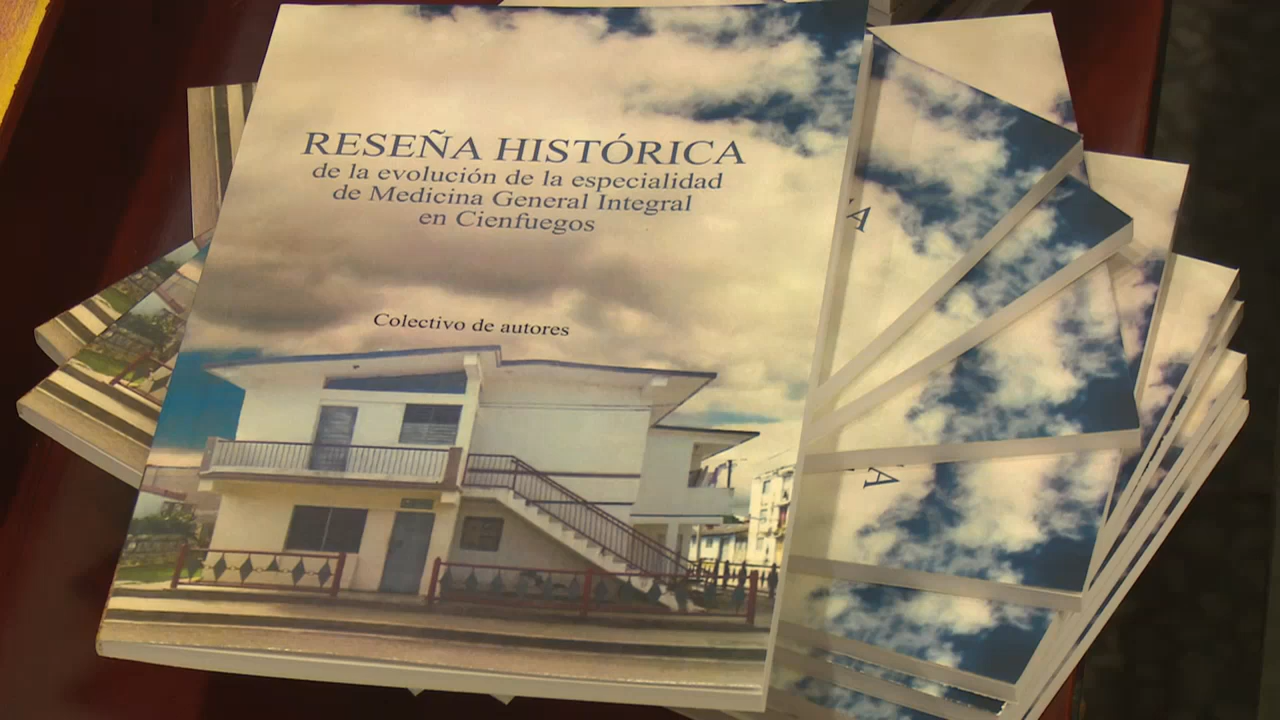 RESEÑA HISTÓRICA
de la evolución de la especialidad
de Medicina General Integral
en Cienfuegos
Colectivo de autores
A
A